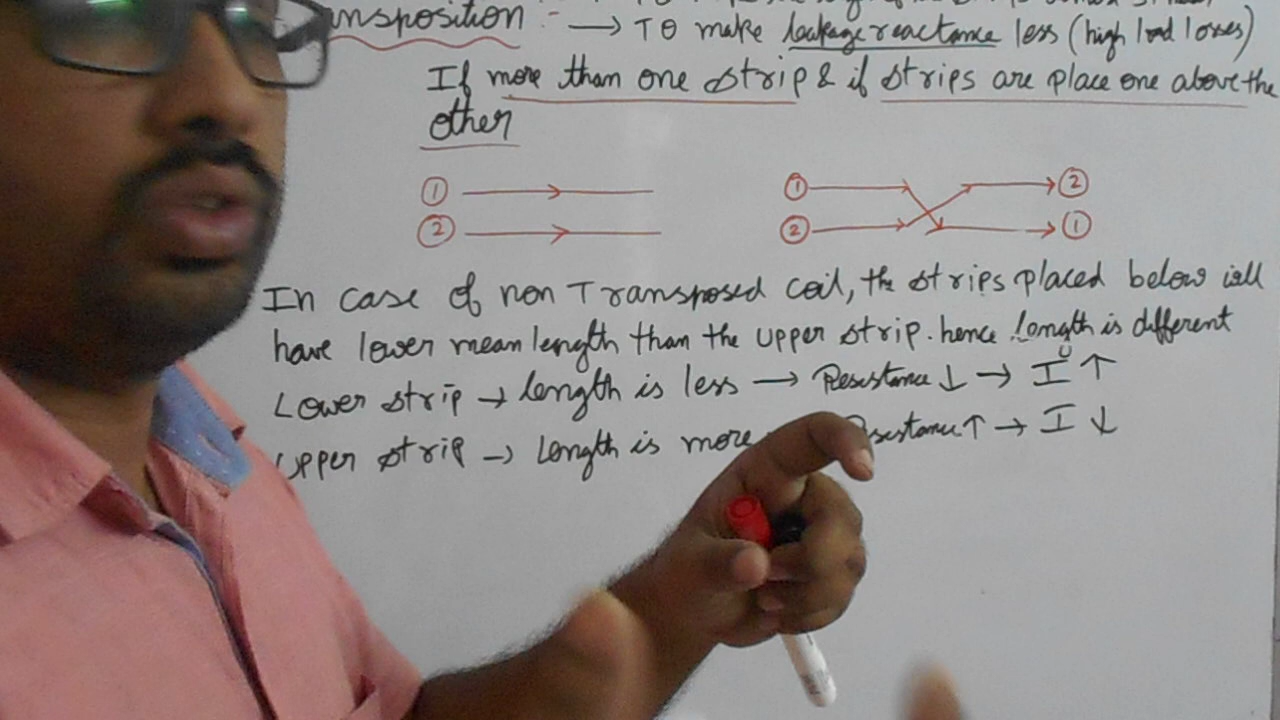 ansposition :- → TO make leakage reactance less (high load losses)
If more than one strip & if strips are place one above the
other
1 2
2 1
In case of non Transposed coil, the strips placed below will
have lower mean length than the upper strip. hence length is different
Lower strip → length is less → Resistance ↓ → I ↑
Upper strip → length is more esistance ↑ → I ↓